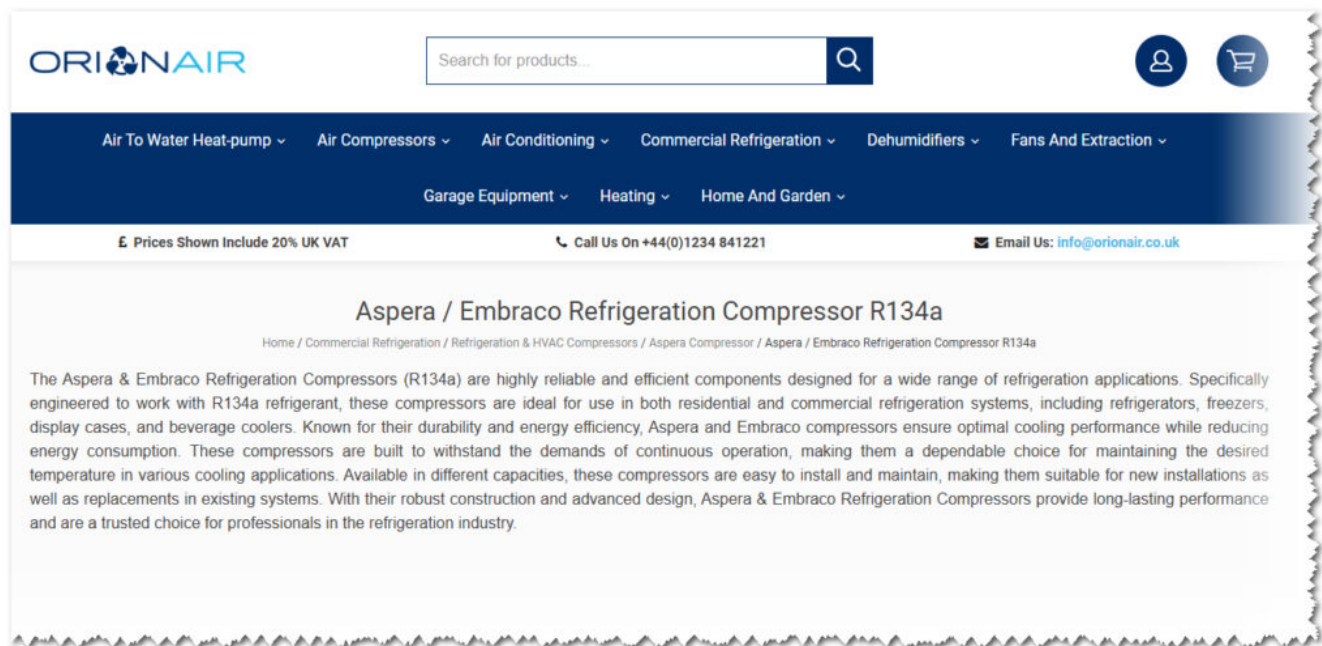 ORIONAIR
Search for products...
Air To Water Heat-pump
Air Compressors
Air Conditioning
Commercial Refrigeration
Dehumidifiers
Fans And Extraction
Garage Equipment
Heating
Home And Garden
£ Prices Shown Include 20% UK VAT
Call Us On +44(0)1234 841221
Email Us: info@orionair.co.uk
Aspera / Embraco Refrigeration Compressor R134a
Home / Commercial Refrigeration / Refrigeration & HVAC Compressors / Aspera Compressor / Aspera / Embraco Refrigeration Compressor R134a
The Aspera & Embraco Refrigeration Compressors (R134a) are highly reliable and efficient components designed for a wide range of refrigeration applications. Specifically
engineered to work with R134a refrigerant, these compressors are ideal for use in both residential and commercial refrigeration systems, including refrigerators, freezers,
display cases, and beverage coolers. Known for their durability and energy efficiency, Aspera and Embraco compressors ensure optimal cooling performance while reducing
energy consumption. These compressors are built to withstand the demands of continuous operation, making them a dependable choice for maintaining the desired
temperature in various cooling applications. Available in different capacities, these compressors are easy to install and maintain, making them suitable for new installations as
well as replacements in existing systems. With their robust construction and advanced design, Aspera & Embraco Refrigeration Compressors provide long-lasting performance
and are a trusted choice for professionals in the refrigeration industry.